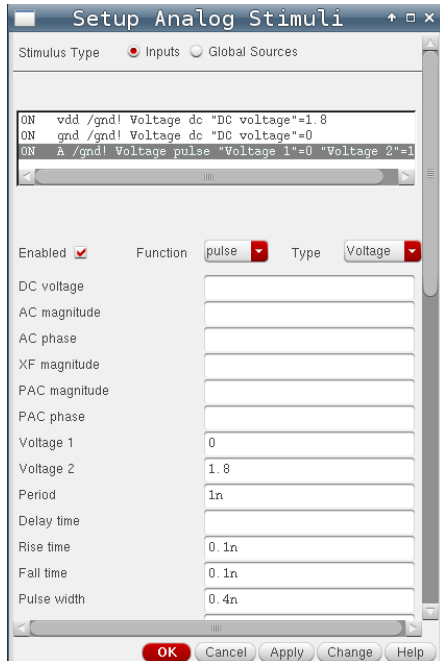 Setup Analog Stimuli
Stimulus Type Inputs Global Sources
ON vdd /gnd! Voltage dc "DC voltage"=1.8
ON gnd /gnd! Voltage dc "DC voltage"=0
ON A /gnd! Voltage pulse "Voltage 1"=0 "Voltage 2"=1
Enabled Function pulse Type Voltage
DC voltage
AC magnitude
AC phase
XF magnitude
PAC magnitude
PAC phase
Voltage 1 0
Voltage 2 1.8
Period 1n
Delay time
Rise time 0.1n
Fall time 0.1n
Pulse width 0.4n
OK Cancel Apply Change Help